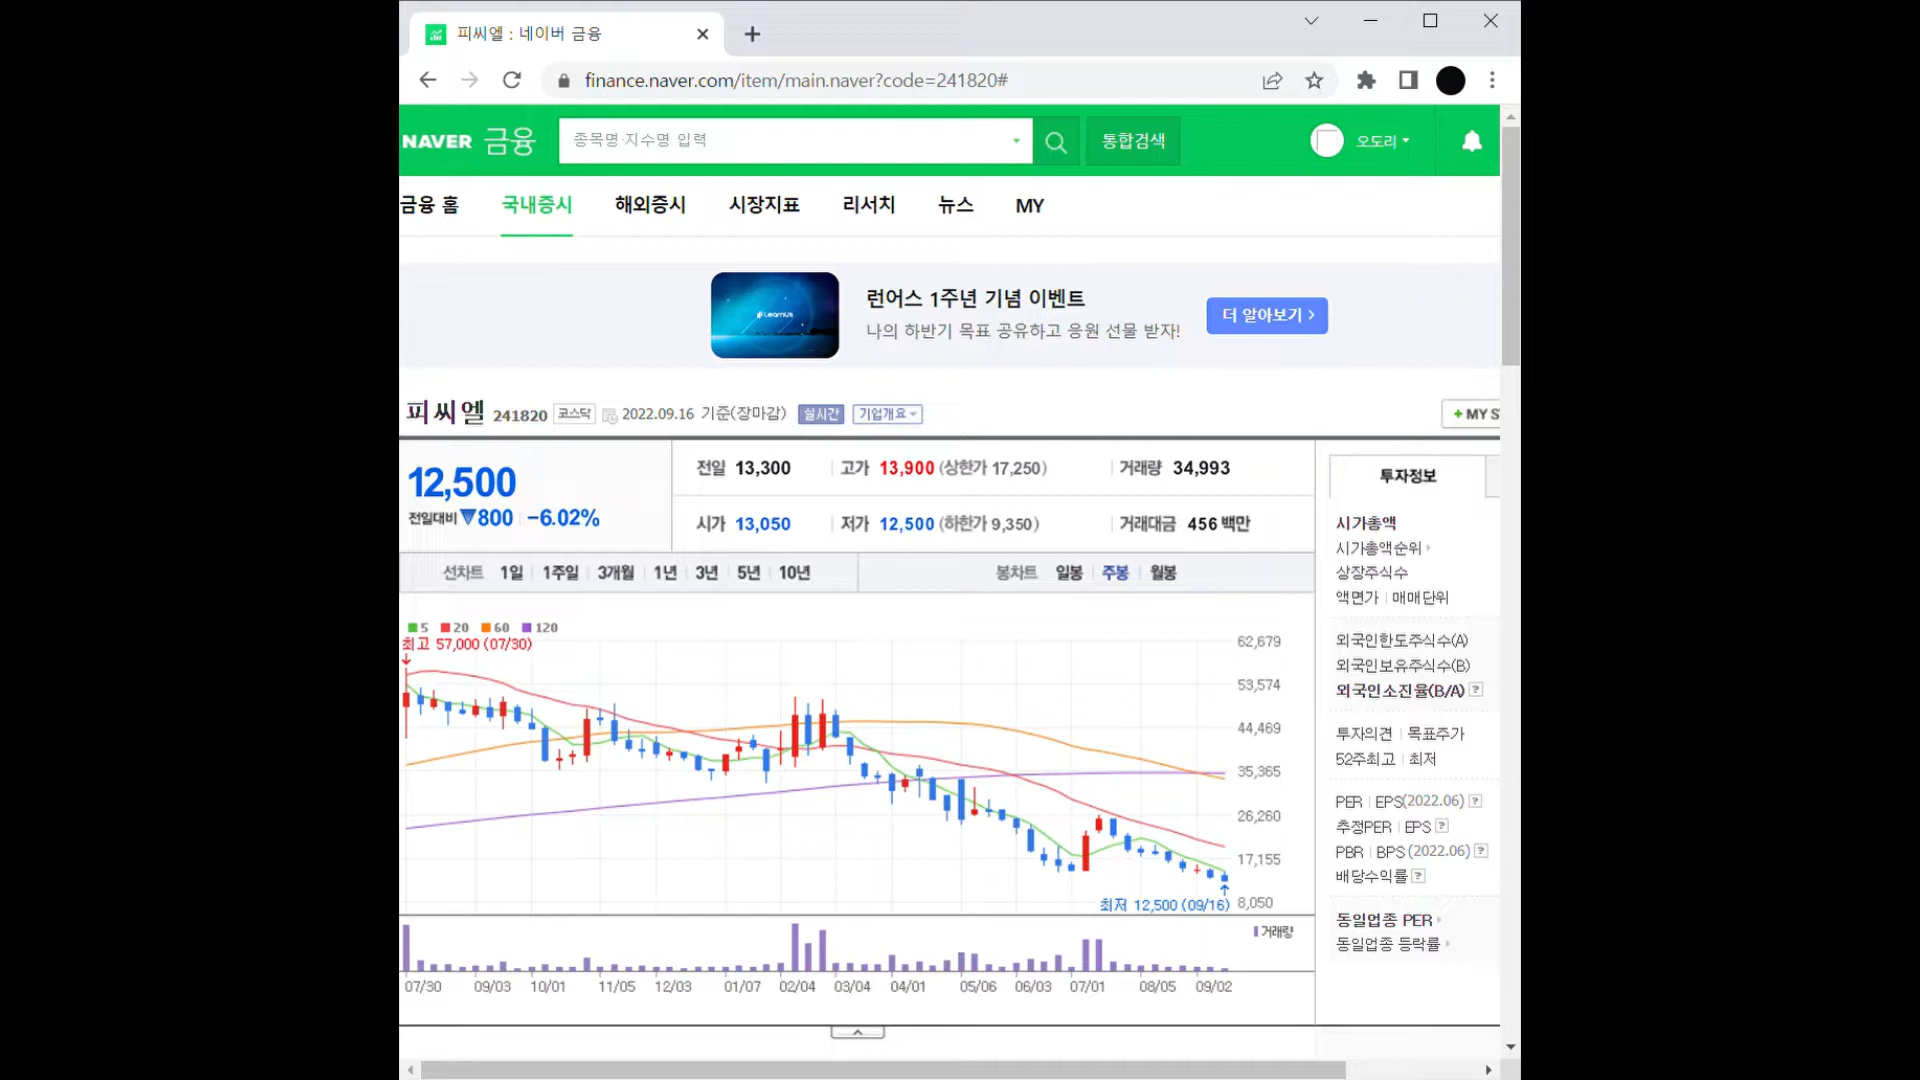 피씨엘 : 네이버 금융
finance.naver.com/item/main.naver?code=241820#
NAVER 금융 종목명·지수명 입력 통합검색 오도리
금융 홈 국내증시 해외증시 시장지표 리서치 뉴스 MY
LearnUs
런어스 1주년 기념 이벤트
나의 하반기 목표 공유하고 응원 선물 받자!
더 알아보기 >
피씨엘 241820 코스닥 2022.09.16 기준(장마감) 실시간 기업개요
+ MY S
12,500
전일대비 ▼800 -6.02%
전일 13,300 고가 13,900 (상한가 17,250) 거래량 34,993
시가 13,050 저가 12,500 (하한가 9,350) 거래대금 456 백만
선차트 1일 1주일 3개월 1년 3년 5년 10년 봉차트 일봉 주봉 월봉
5 20 60 120
최고 57,000 (07/30)
62,679
53,574
44,469
35,365
26,260
17,155
8,050
최저 12,500 (09/16)
거래량
07/30 09/03 10/01 11/05 12/03 01/07 02/04 03/04 04/01 05/06 06/03 07/01 08/05 09/02
투자정보
시가총액
시가총액순위
상장주식수
액면가 매매단위
외국인한도주식수(A)
외국인보유주식수(B)
외국인소진율(B/A) ?
투자의견 목표주가
52주최고 최저
PER EPS(2022.06) ?
추정PER EPS ?
PBR BPS (2022.06) ?
배당수익률 ?
동일업종 PER
동일업종 등락률